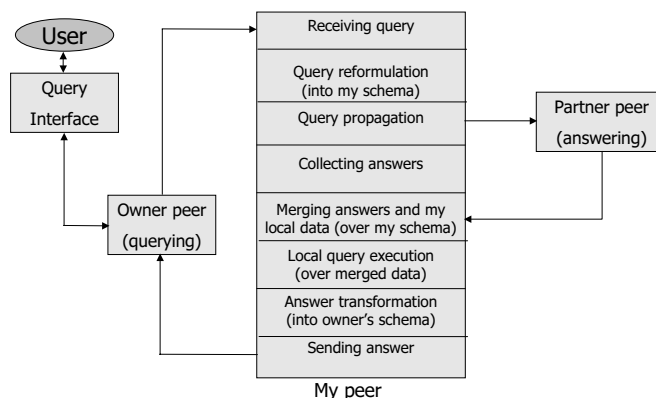 User
Query
Interface
Owner peer
(querying)
Receiving query
Query reformulation
(into my schema)
Query propagation
Collecting answers
Merging answers and my
local data (over my schema)
Local query execution
(over merged data)
Answer transformation
(into owner's schema)
Sending answer
My peer
Partner peer
(answering)